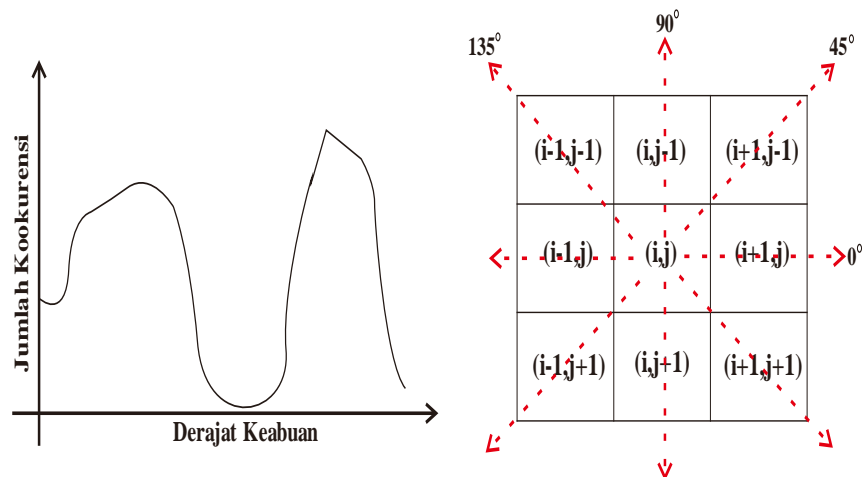 Jumlah Kookurensi
Derajat Keabuan
135°
90°
45°
(i-1,j-1)
(i,j-1)
(i+1,j-1)
(i-1,j)
(i,j)
(i+1,j)
0°
(i-1,j+1)
(i,j+1)
(i+1,j+1)